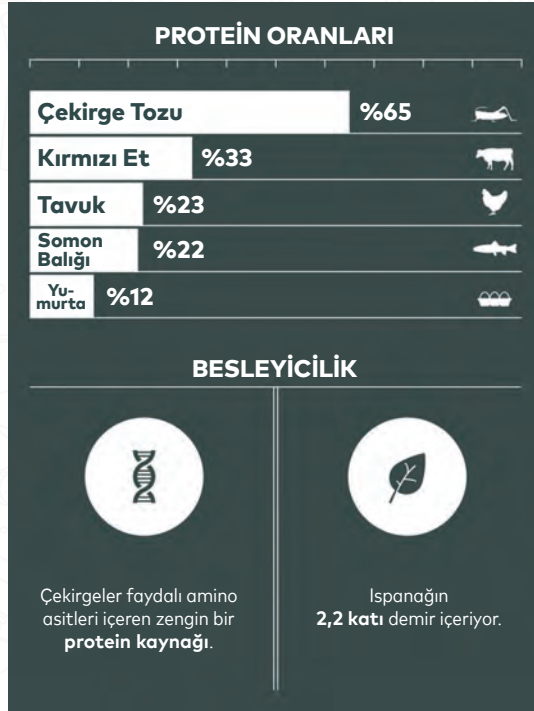 PROTEİN ORANLARI
Çekirge Tozu %65
Kırmızı Et %33
Tavuk %23
Somon
Balığı %22
Yu-
murta %12
BESLEYİCİLİK
Çekirgeler faydalı amino
asitleri içeren zengin bir
protein kaynağı.
Ispanağın
2,2 katı demir içeriyor.